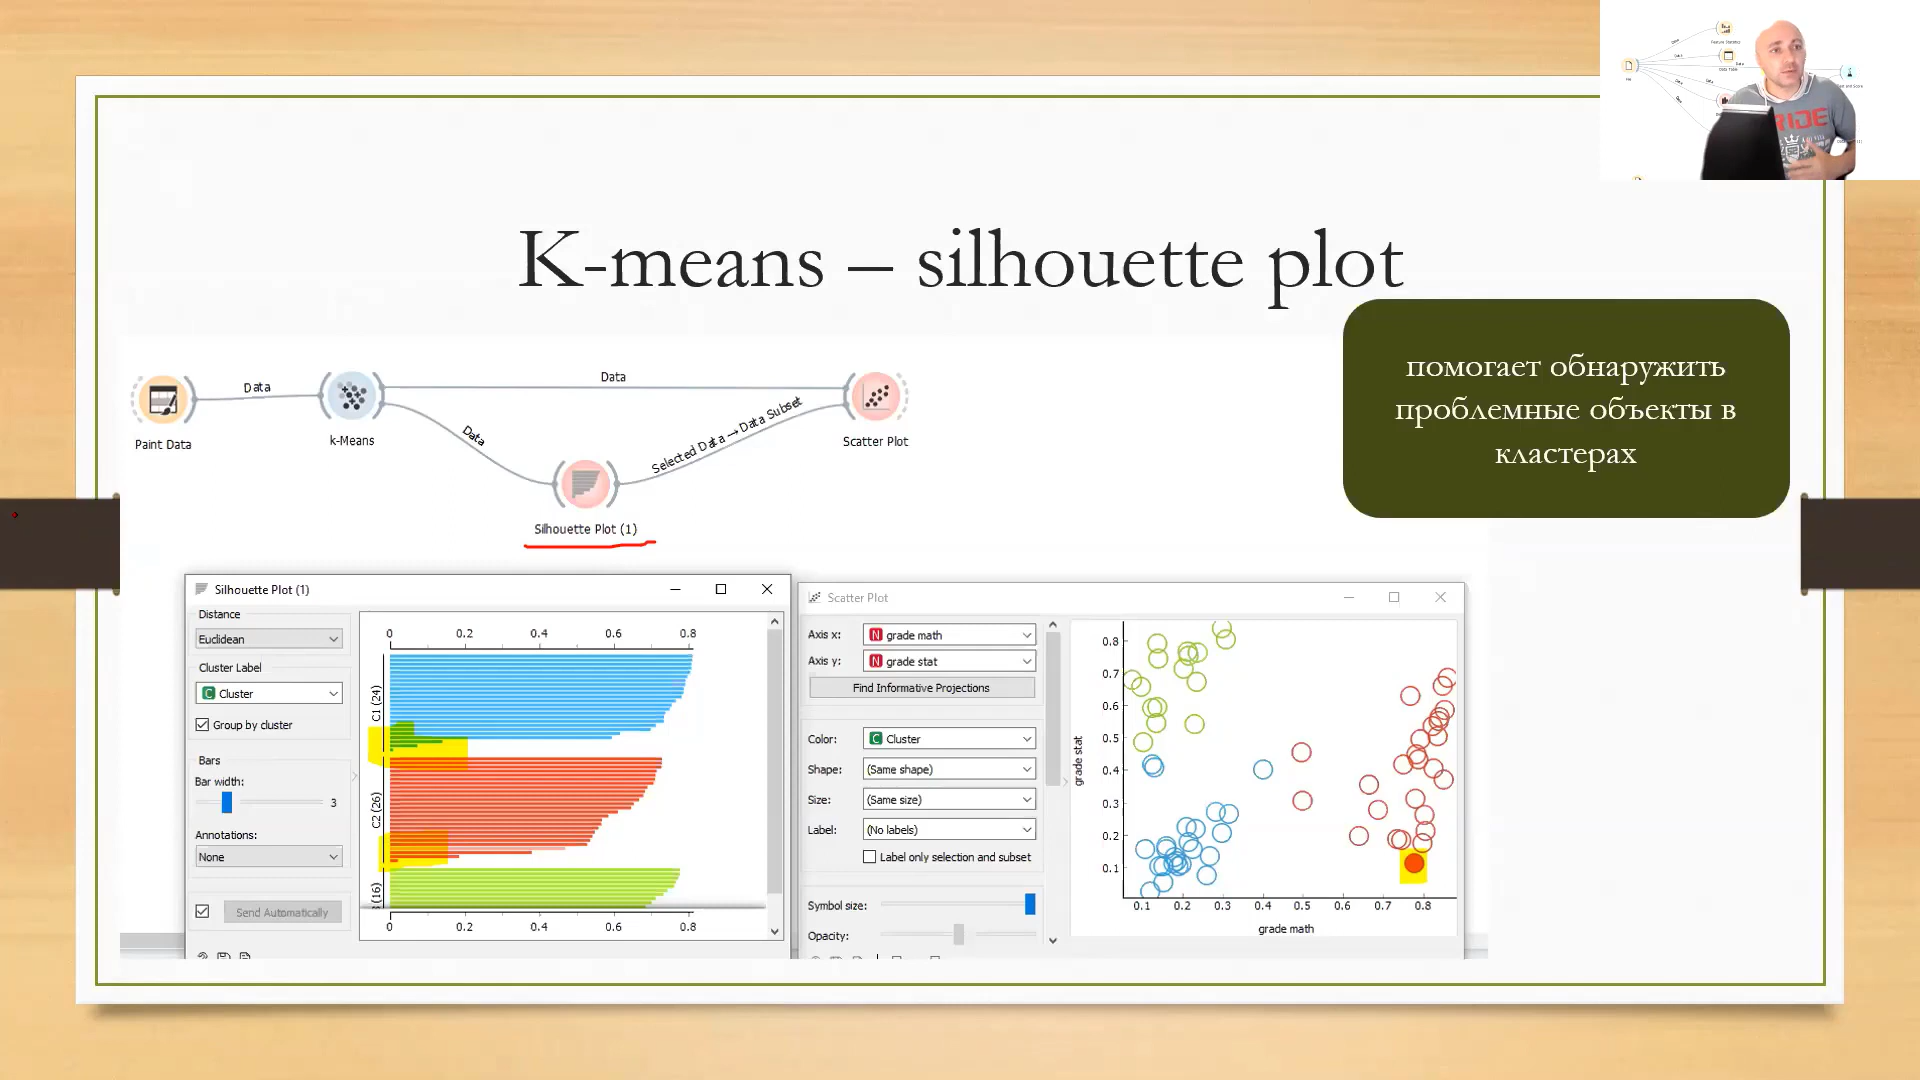 K-means – silhouette plot
помогает обнаружить
проблемные объекты в
кластерах
Data
Data
Paint Data
k-Means
Scatter Plot
Data
Selected Data → Data Subset
Silhouette Plot (1)
Silhouette Plot (1)
Distance
Euclidean
Cluster Label
C Cluster
Group by cluster
Bars
Bar width:
3
Annotations:
None
Send Automatically
0 0.2 0.4 0.6 0.8
C1 (24)
C2 (26)
(16)
0 0.2 0.4 0.6 0.8
Scatter Plot
Axis x: N grade math
Axis y: N grade stat
Find Informative Projections
Color: C Cluster
Shape: (Same shape)
Size: (Same size)
Label: (No labels)
Label only selection and subset
Symbol size:
Opacity:
grade stat
0.8
0.7
0.6
0.5
0.4
0.3
0.2
0.1
0.1 0.2 0.3 0.4 0.5 0.6 0.7 0.8
grade math
RIDE